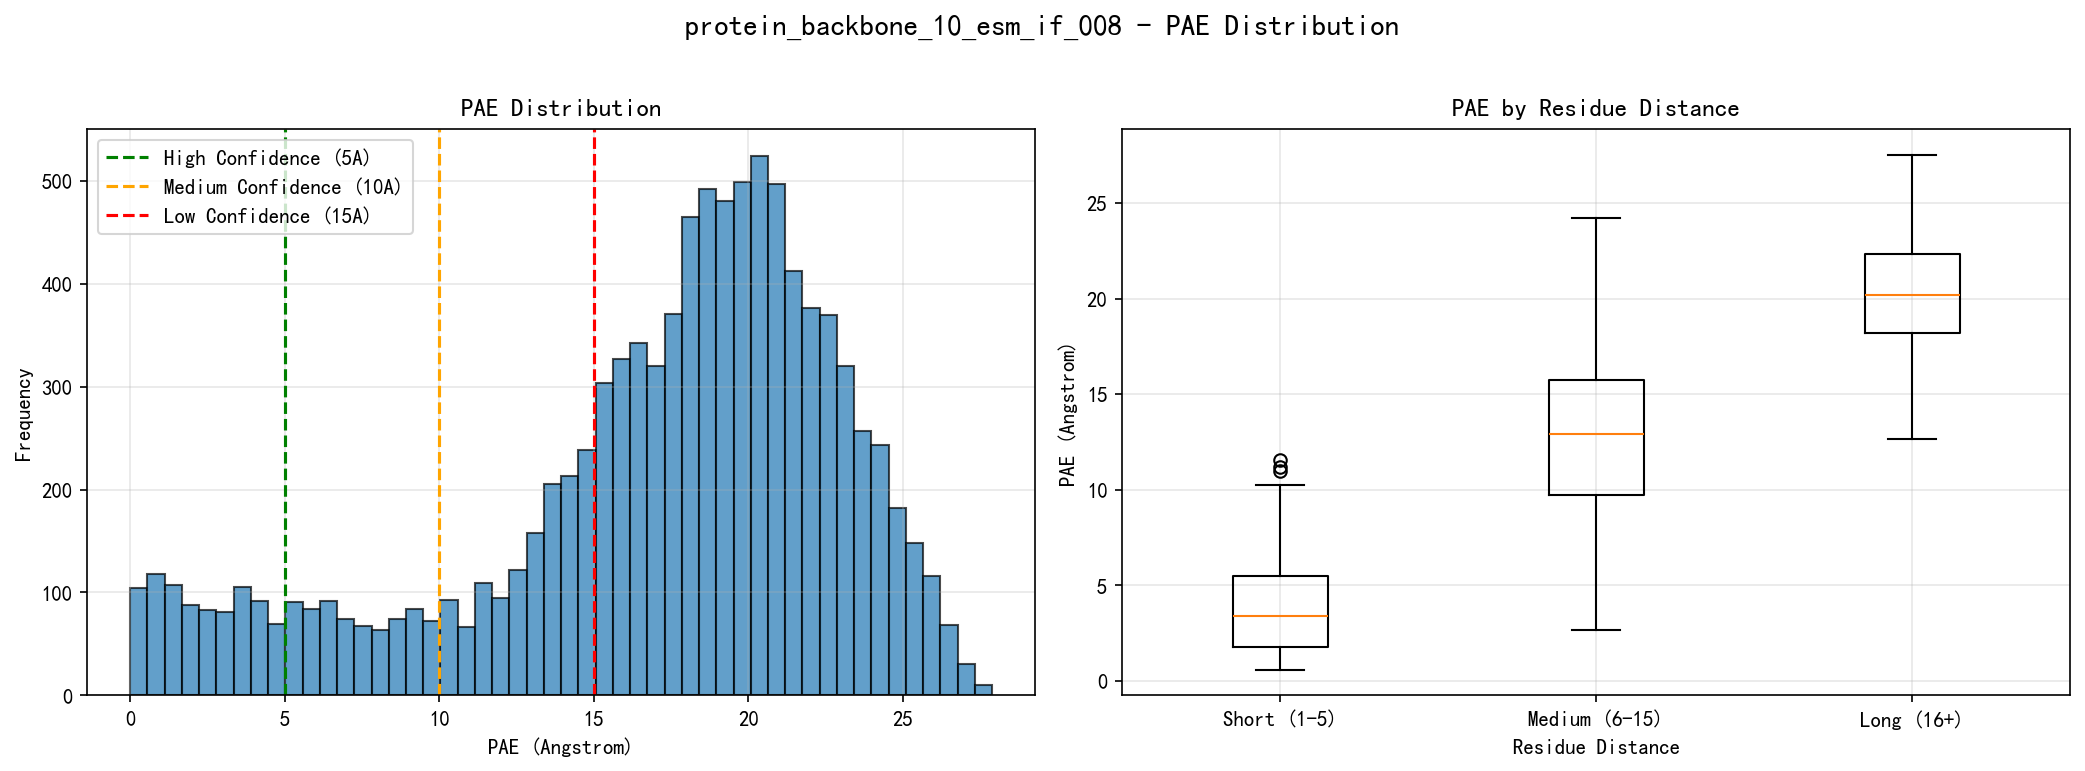 protein_backbone_10_esm_if_008 - PAE Distribution
PAE Distribution
High Confidence (5A)
Medium Confidence (10A)
Low Confidence (15A)
Frequency
500
400
300
200
100
0
0 5 10 15 20 25
PAE (Angstrom)
PAE by Residue Distance
PAE (Angstrom)
25
20
15
10
5
0
Short (1-5) Medium (6-15) Long (16+)
Residue Distance